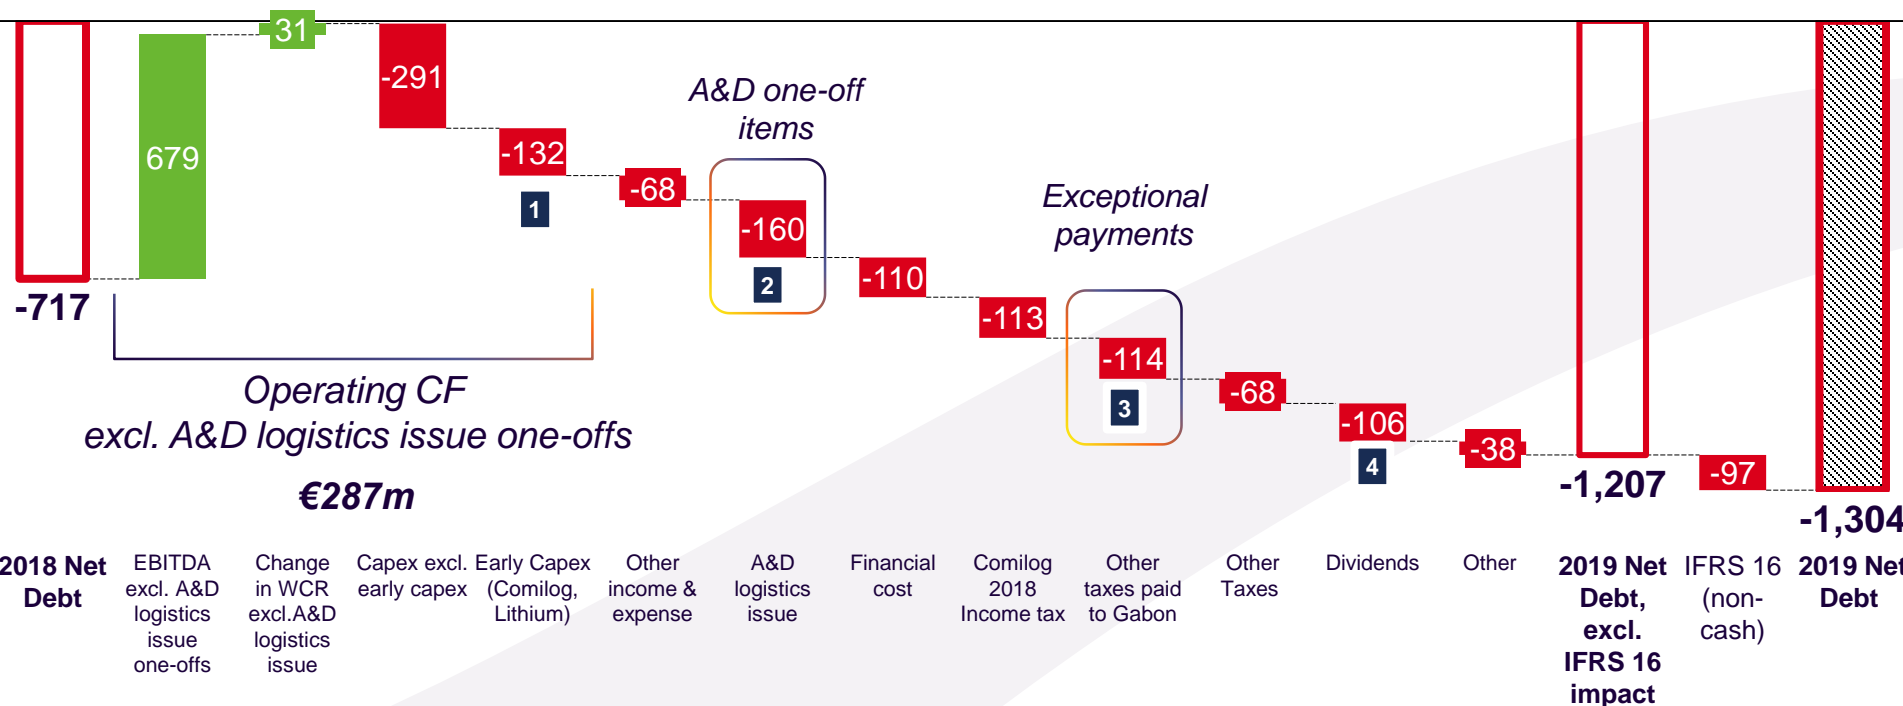 31
-291
679
-132
1
-68
A&D one-off
items
-160
2
-110
-113
Exceptional
payments
-114
3
-68
-106
4
-38
-717
-1,207
-97
-1,304
Operating CF
excl. A&D logistics issue one-offs
€287m
2018 Net
Debt
EBITDA
excl. A&D
logistics
issue
one-offs
Change
in WCR
excl.A&D
logistics
issue
Capex excl.
early capex
Early Capex
(Comilog,
Lithium)
Other
income &
expense
A&D
logistics
issue
Financial
cost
Comilog
2018
Income tax
Other
taxes paid
to Gabon
Other
Taxes
Dividends
Other
2019 Net
Debt,
excl.
IFRS 16
impact
IFRS 16
(non-
cash)
2019 Net
Debt